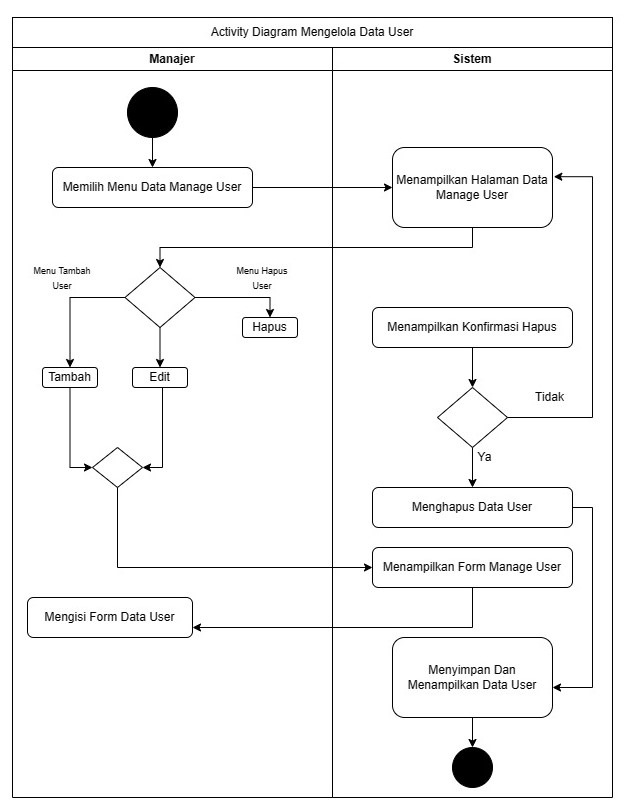 Activity Diagram Mengelola Data User
Manajer
Sistem
Memilih Menu Data Manage User
Menampilkan Halaman Data
Manage User
Menu Tambah
User
Menu Hapus
User
Hapus
Menampilkan Konfirmasi Hapus
Tambah
Edit
Tidak
Ya
Menghapus Data User
Menampilkan Form Manage User
Mengisi Form Data User
Menyimpan Dan
Menampilkan Data User